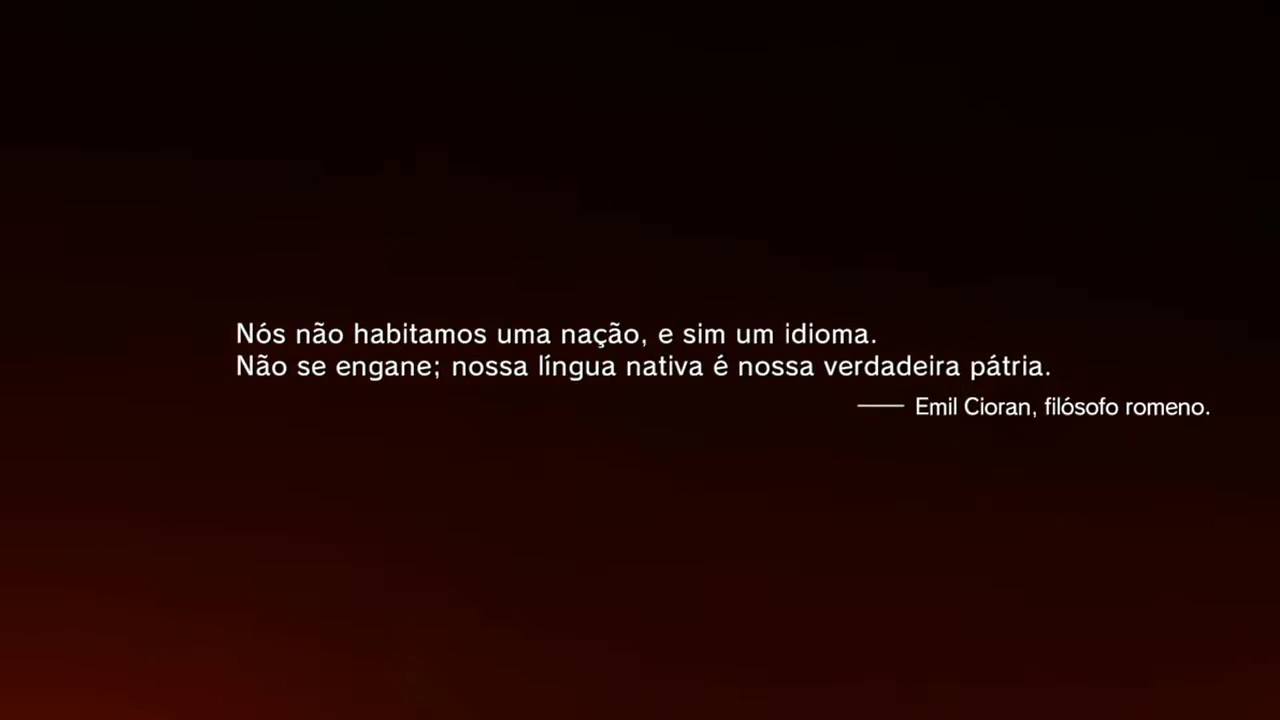 Nós não habitamos uma nação, e sim um idioma.
Não se engane; nossa língua nativa é nossa verdadeira pátria.
—— Emil Cioran, filósofo romeno.